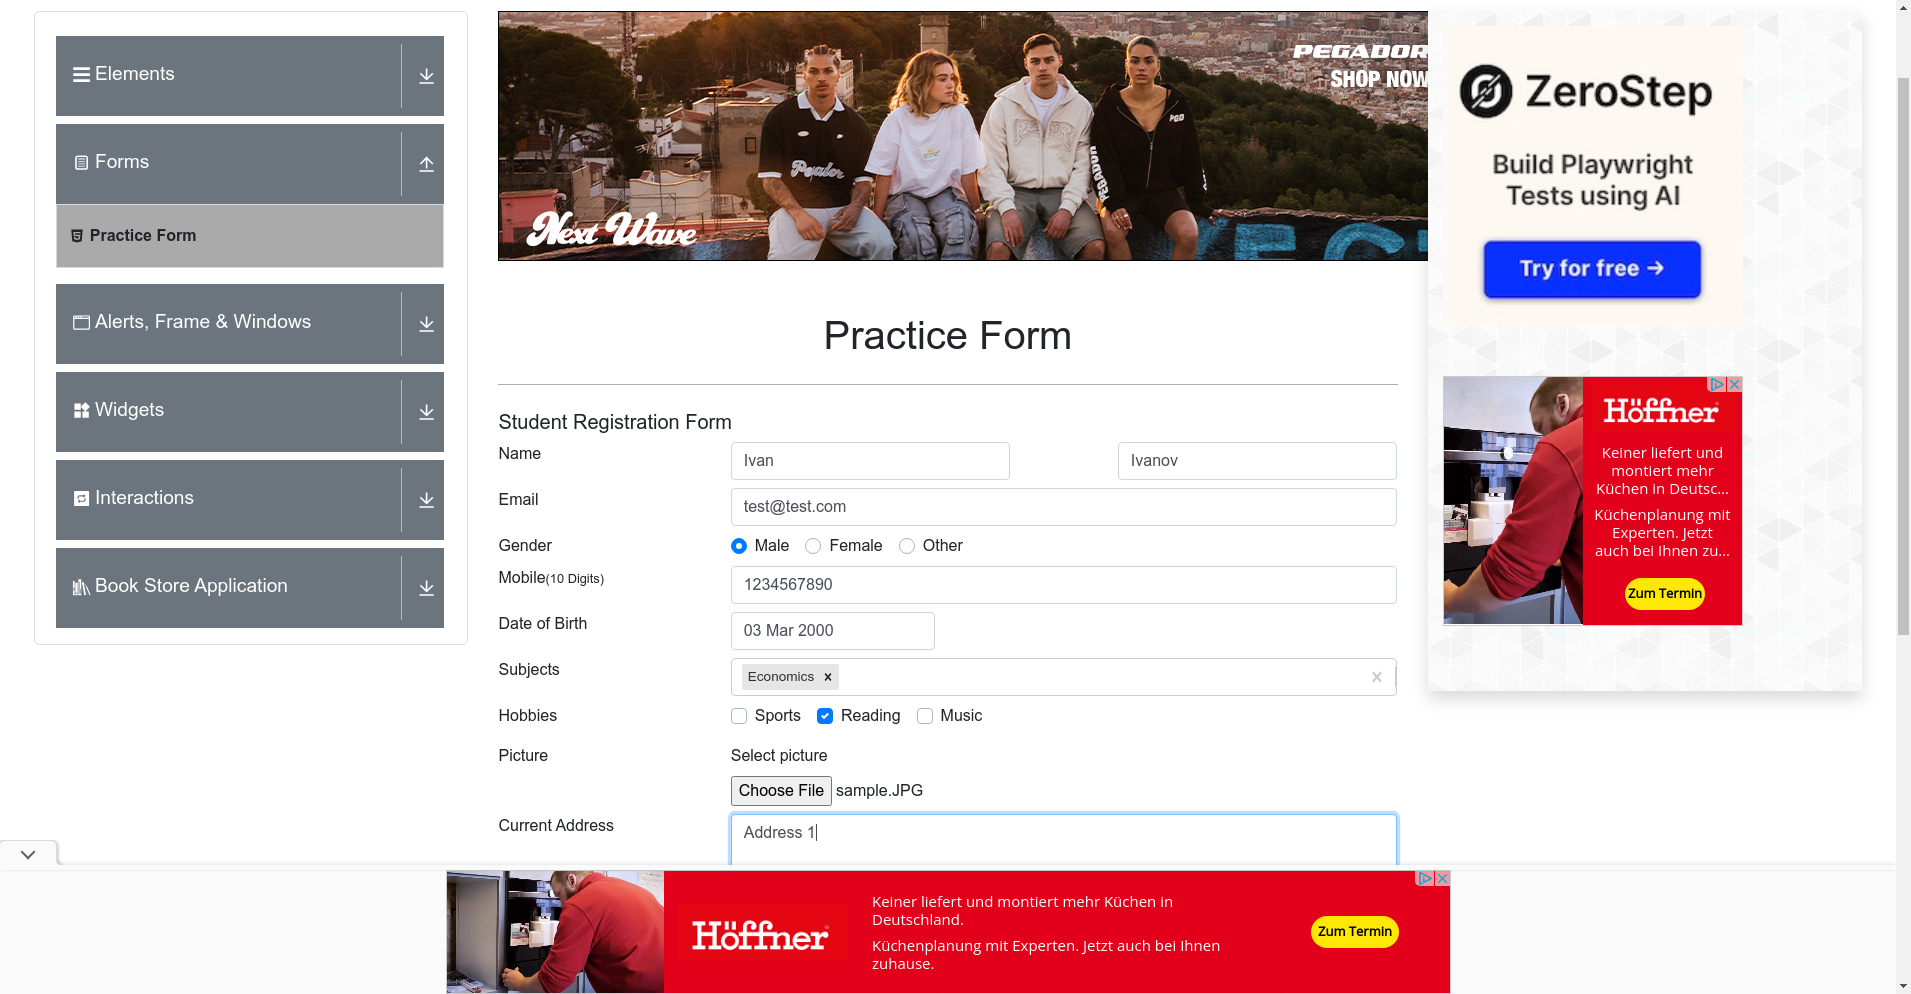 Elements
Forms
Practice Form
Alerts, Frame & Windows
Widgets
Interactions
Book Store Application
PEGADOR
SHOP NOW
Pegador
PGD
PEGADOR
Next Wave
Practice Form
Student Registration Form
Name
Ivan
Ivanov
Email
test@test.com
Gender
Male
Female
Other
Mobile(10 Digits)
1234567890
Date of Birth
03 Mar 2000
Subjects
Economics
Hobbies
Sports
Reading
Music
Picture
Select picture
Choose File sample.JPG
Current Address
Address 1
ZeroStep
Build Playwright
Tests using AI
Try for free →
Höffner
Keiner liefert und
montiert mehr
Küchen in Deutsc...
Küchenplanung mit
Experten. Jetzt
auch bei Ihnen zu...
Zum Termin
Höffner
Keiner liefert und montiert mehr Küchen in
Deutschland.
Küchenplanung mit Experten. Jetzt auch bei Ihnen
zuhause.
Zum Termin